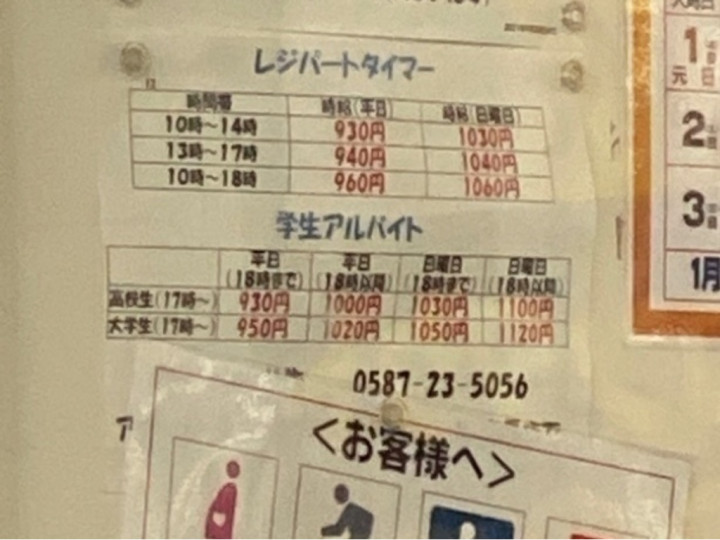 レジパートタイマー
時間帯 時給(平日) 時給(日曜日)
10時~14時 930円 1030円
13時~17時 940円 1040円
10時~18時 960円 1060円
学生アルバイト
平日 平日 日曜日 日曜日
(18時まで) (18時以降) (18時まで) (18時以降)
高校生(17時~) 930円 1000円 1030円 1100円
大学生(17時~) 950円 1020円 1050円 1120円
0587-23-5056
<お客様へ>
1
元日
2
3
1月